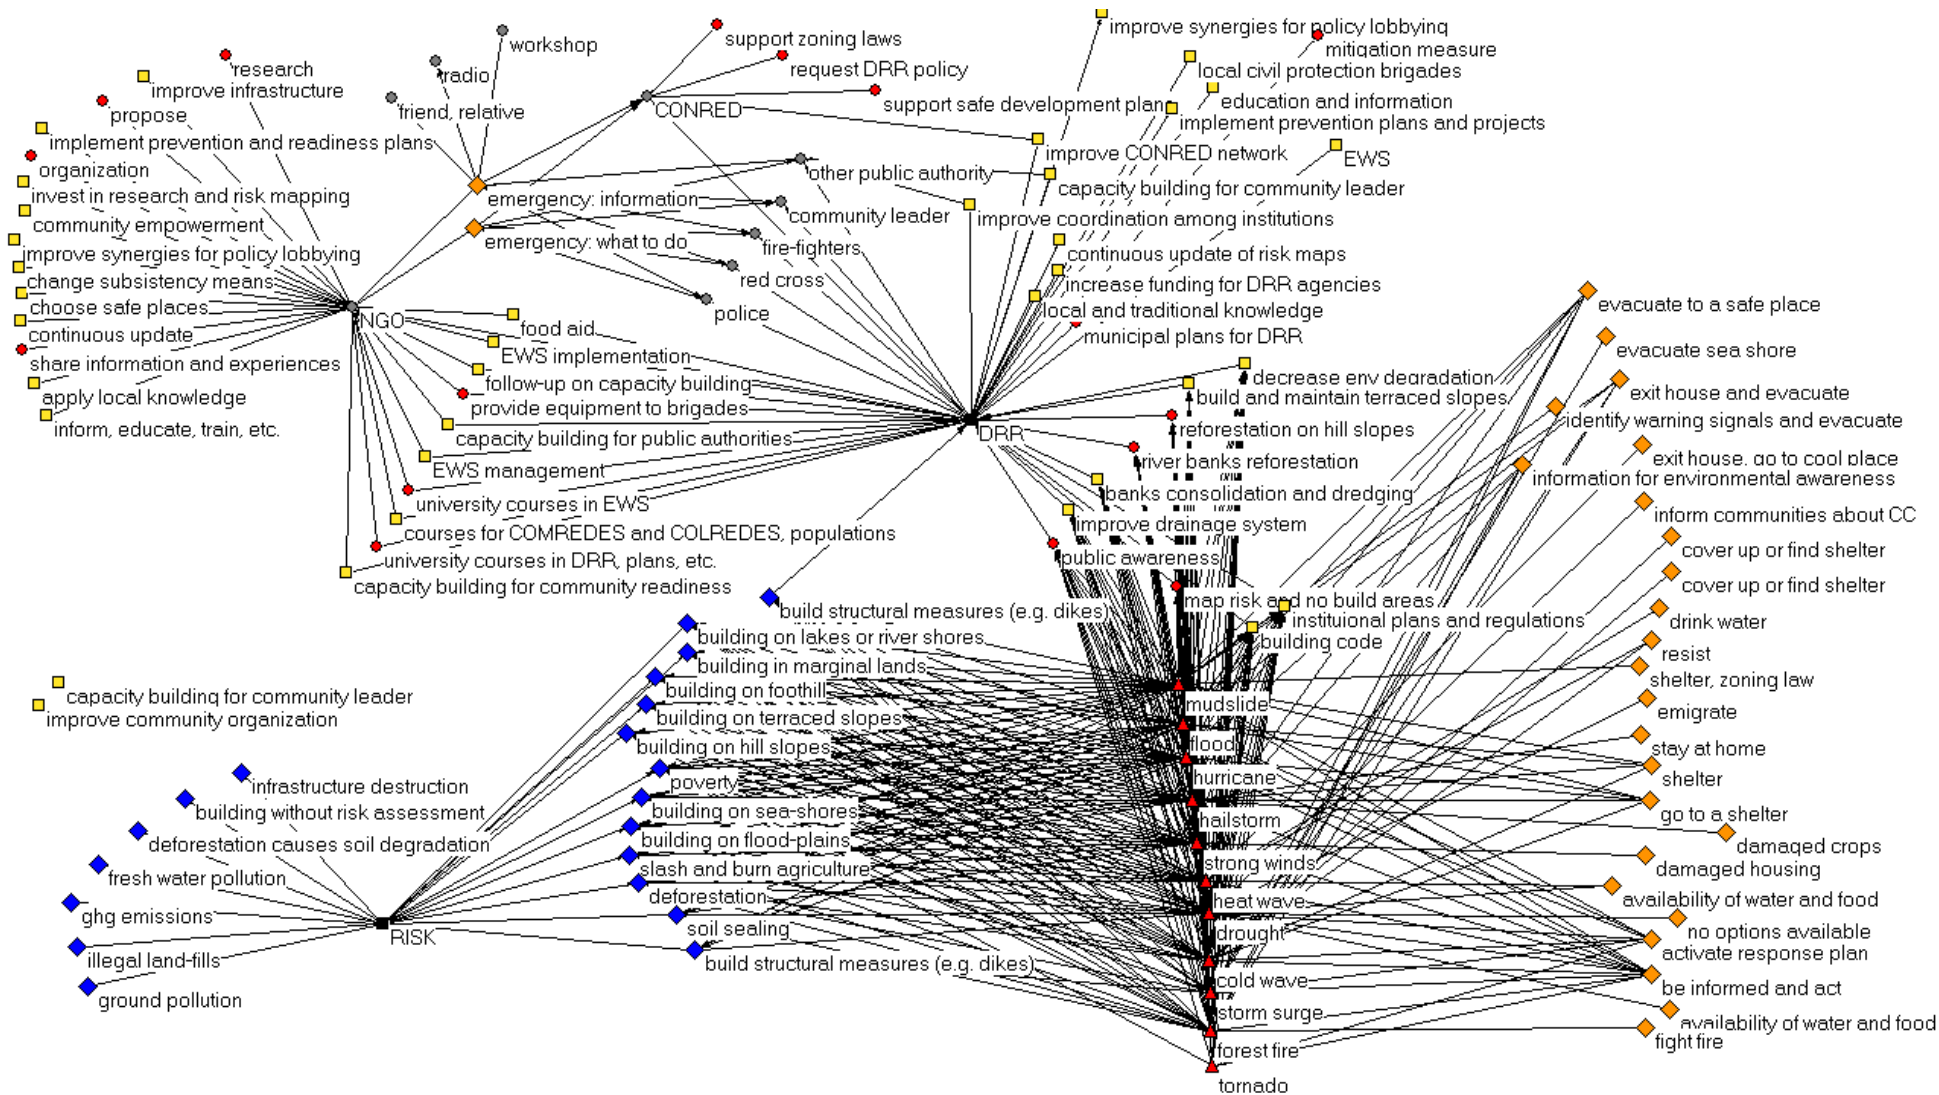 improve synergies for policy lobbying
workshop
support zoning laws
mitigation measure
radio
research
request DRR policy
local civil protection brigades
improve infrastructure
friend, relative
CONRED
support safe development plans
education and information
propose
implement prevention plans and projects
implement prevention and readiness plans
improve CONRED network
EWS
organization
other public authority
capacity building for community leader
invest in research and risk mapping
emergency: information
community leader
improve coordination among institutions
community empowerment
emergency: what to do
fire-fighters
continuous update of risk maps
improve synergies for policy lobbying
red cross
increase funding for DRR agencies
change subsistency means
evacuate to a safe place
choose safe places
NGO
police
local and traditional knowledge
continuous update
food aid
municipal plans for DRR
evacuate sea shore
share information and experiences
EWS implementation
decrease env degradation
apply local knowledge
follow-up on capacity building
build and maintain terraced slopes
exit house and evacuate
inform, educate, train, etc.
provide equipment to brigades
identify warning signals and evacuate
capacity building for public authorities
DRR
reforestation on hill slopes
EWS management
river banks reforestation
exit house, go to cool place
university courses in EWS
banks consolidation and dredging
information for environmental awareness
courses for COMREDES and COLREDES, populations
improve drainage system
inform communities about CC
university courses in DRR, plans, etc.
public awareness
cover up or find shelter
capacity building for community readiness
map risk and no build areas
cover up or find shelter
build structural measures (e.g. dikes)
instituional plans and regulations
drink water
building on lakes or river shores
building code
resist
building in marginal lands
shelter, zoning law
capacity building for community leader
building on foothill
mudslide
emigrate
improve community organization
building on terraced slopes
flood
stay at home
building on hill slopes
hurricane
shelter
infrastructure destruction
poverty
hailstorm
go to a shelter
building without risk assessment
building on sea-shores
damaged crops
deforestation causes soil degradation
building on flood-plains
strong winds
damaged housing
fresh water pollution
slash and burn agriculture
heat wave
availability of water and food
ghg emissions
deforestation
drought
no options available
RISK
soil sealing
activate response plan
illegal land-fills
build structural measures (e.g. dikes)
cold wave
be informed and act
ground pollution
storm surge
availability of water and food
forest fire
fight fire
tornado